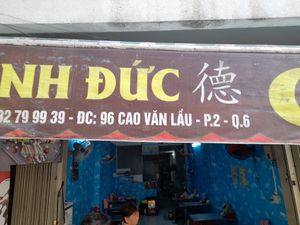 NH ĐỨC 德
92 79 99 39 - ĐC: 96 CAO VĂN LẦU - P.2 - Q.6